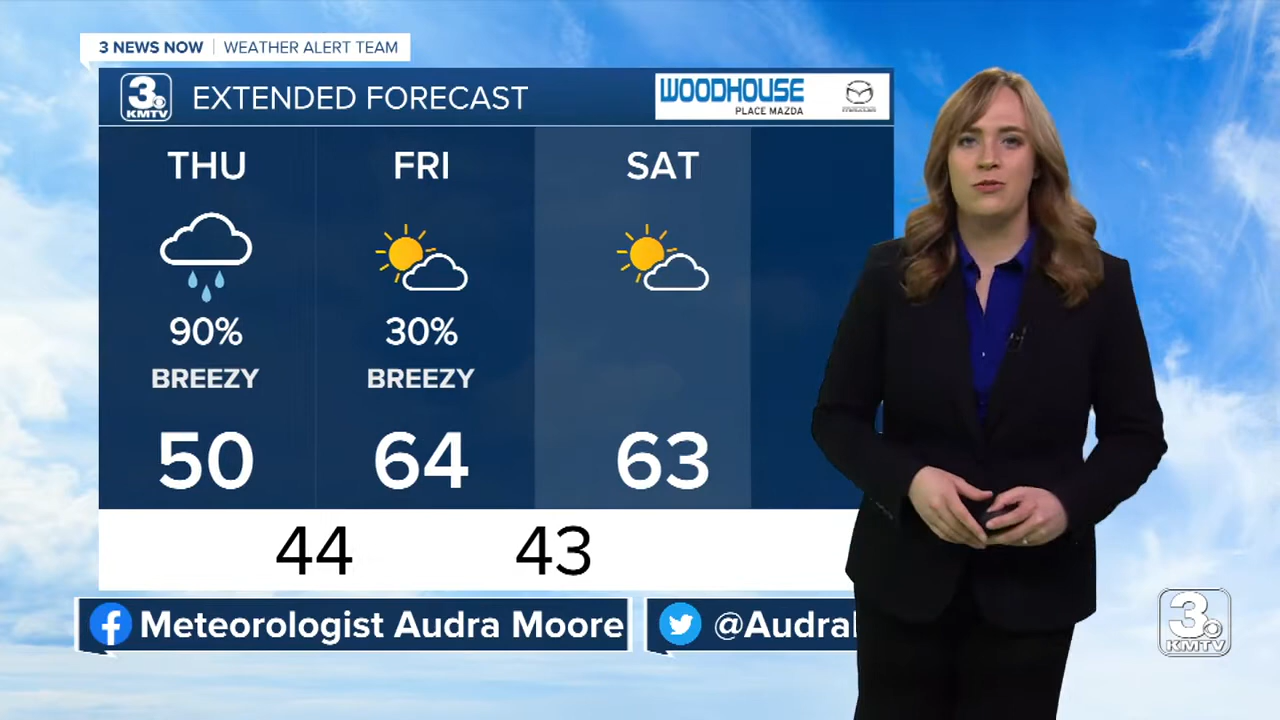 3 NEWS NOW | WEATHER ALERT TEAM
3 KMTV EXTENDED FORECAST WOODHOUSE
PLACE MAZDA
THU FRI SAT
90% 30%
BREEZY BREEZY
50 64 63
44 43
Meteorologist Audra Moore @Audra
3 KMTV